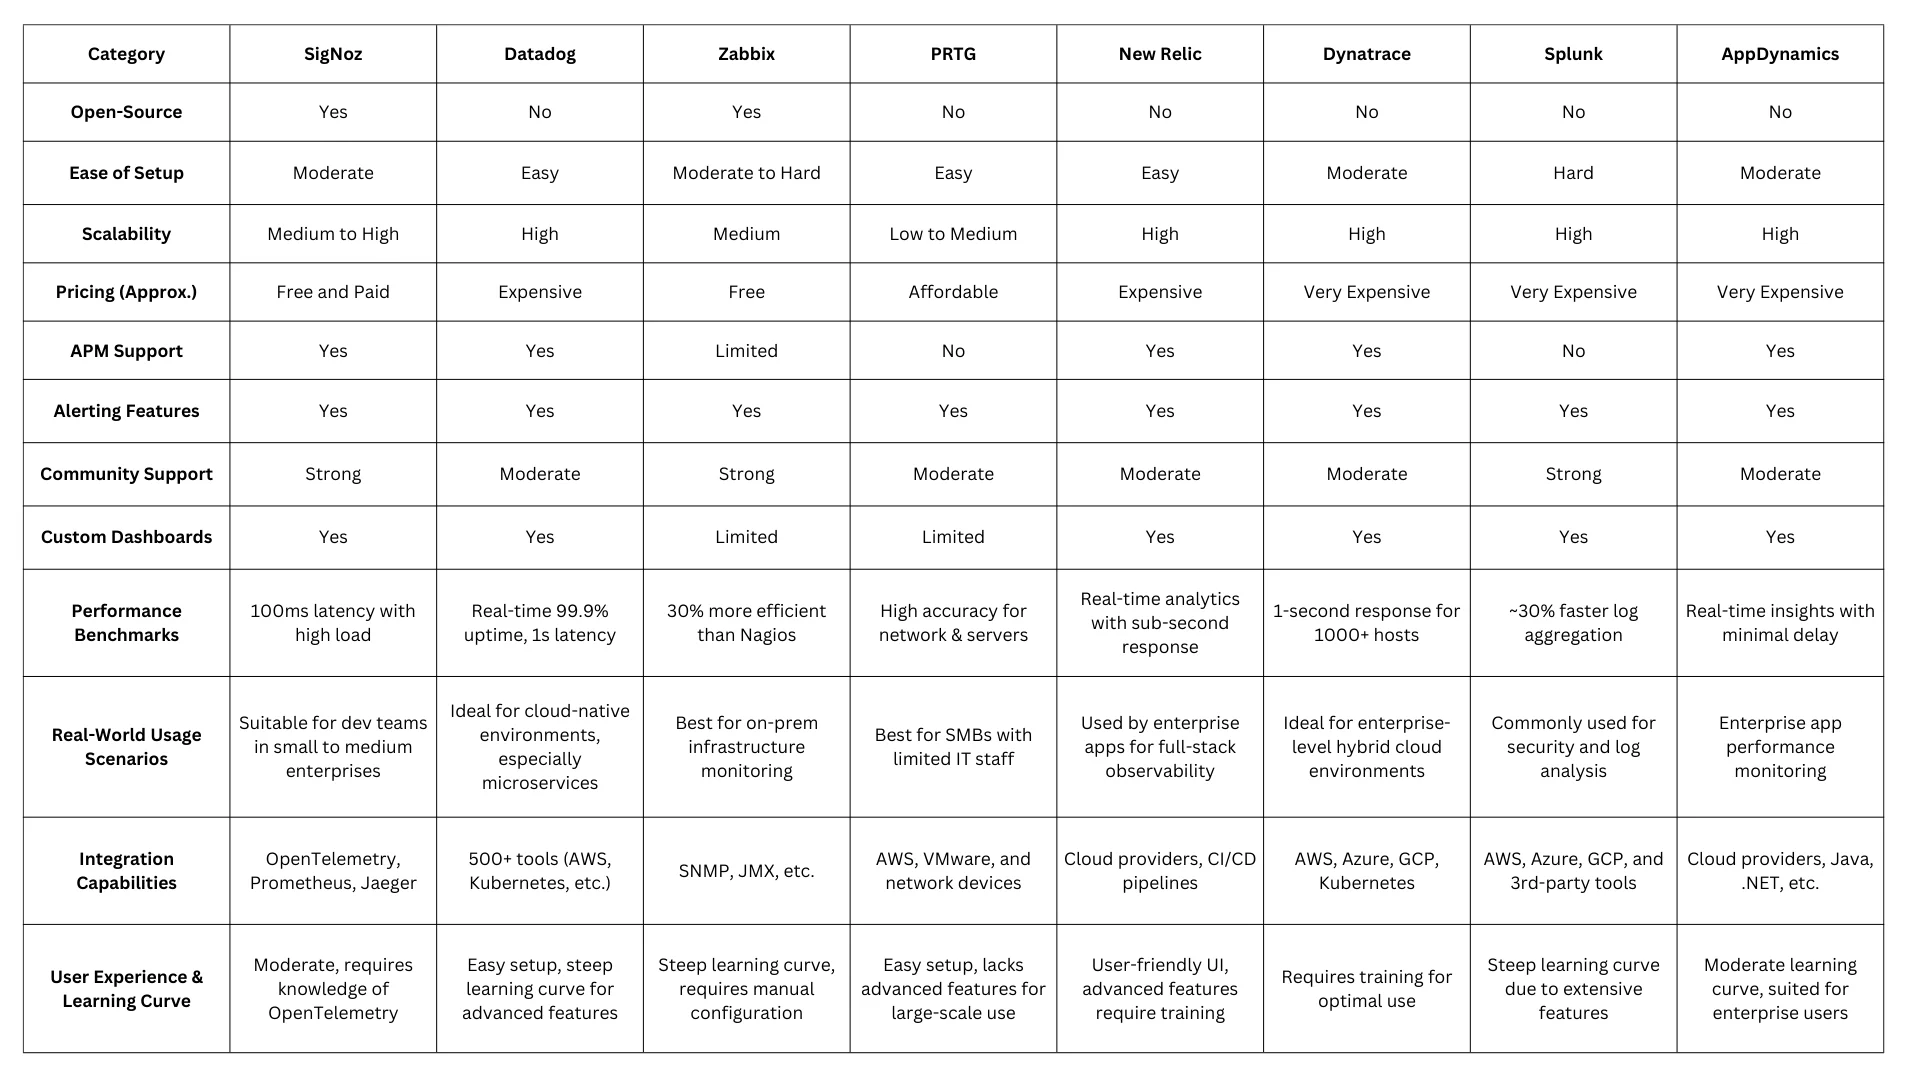 Category SigNoz Datadog Zabbix PRTG New Relic Dynatrace Splunk AppDynamics
Open-Source Yes No Yes No No No No No
Ease of Setup Moderate Easy Moderate to Hard Easy Easy Moderate Hard Moderate
Scalability Medium to High High Medium Low to Medium High High High High
Pricing (Approx.) Free and Paid Expensive Free Affordable Expensive Very Expensive Very Expensive Very Expensive
APM Support Yes Yes Limited No Yes Yes No Yes
Alerting Features Yes Yes Yes Yes Yes Yes Yes Yes
Community Support Strong Moderate Strong Moderate Moderate Moderate Strong Moderate
Custom Dashboards Yes Yes Limited Limited Yes Yes Yes Yes
Performance
Benchmarks
100ms latency with
high load
Real-time 99.9%
uptime, 1s latency
30% more efficient
than Nagios
High accuracy for
network & servers
Real-time analytics
with sub-second
response
1-second response for
1000+ hosts
~30% faster log
aggregation
Real-time insights with
minimal delay
Real-World Usage
Scenarios
Suitable for dev teams
in small to medium
enterprises
Ideal for cloud-native
environments,
especially
microservices
Best for on-prem
infrastructure
monitoring
Best for SMBs with
limited IT staff
Used by enterprise
apps for full-stack
observability
Ideal for enterprise-
level hybrid cloud
environments
Commonly used for
security and log
analysis
Enterprise app
performance
monitoring
Integration
Capabilities
OpenTelemetry,
Prometheus, Jaeger
500+ tools (AWS,
Kubernetes, etc.)
SNMP, JMX, etc.
AWS, VMware, and
network devices
Cloud providers, CI/CD
pipelines
AWS, Azure, GCP,
Kubernetes
AWS, Azure, GCP, and
3rd-party tools
Cloud providers, Java,
.NET, etc.
User Experience &
Learning Curve
Moderate, requires
knowledge of
OpenTelemetry
Easy setup, steep
learning curve for
advanced features
Steep learning curve,
requires manual
configuration
Easy setup, lacks
advanced features for
large-scale use
User-friendly UI,
advanced features
require training
Requires training for
optimal use
Steep learning curve
due to extensive
features
Moderate learning
curve, suited for
enterprise users